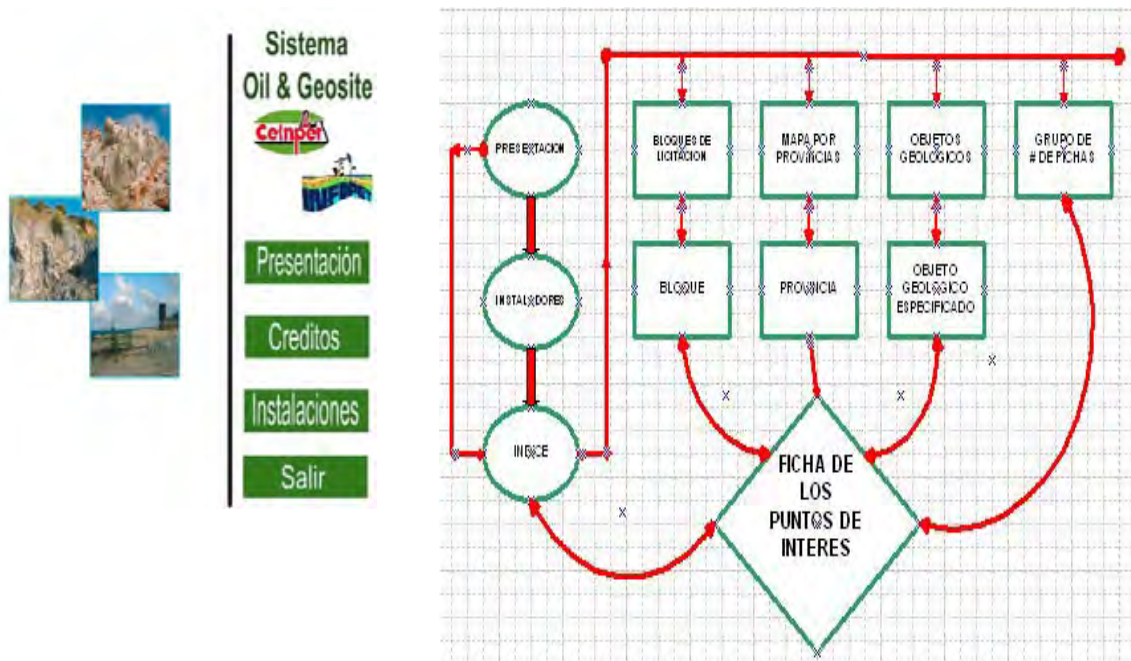 Sistema
Oil & Geosite
Ceinper
Presentación
Creditos
Instalaciones
Salir
PRESENTACION
INSTALADORES
INDICE
BLOQUES DE
LICITACION
MAPA POR
PROVINCIAS
OBJETOS
GEOLOGICOS
GRUPO DE
# DE FICHAS
BLOQUE
PROVINCIA
OBJETO
GEOLOGICO
ESPECIFICADO
FICHA DE
LOS
PUNTOS DE
INTERES